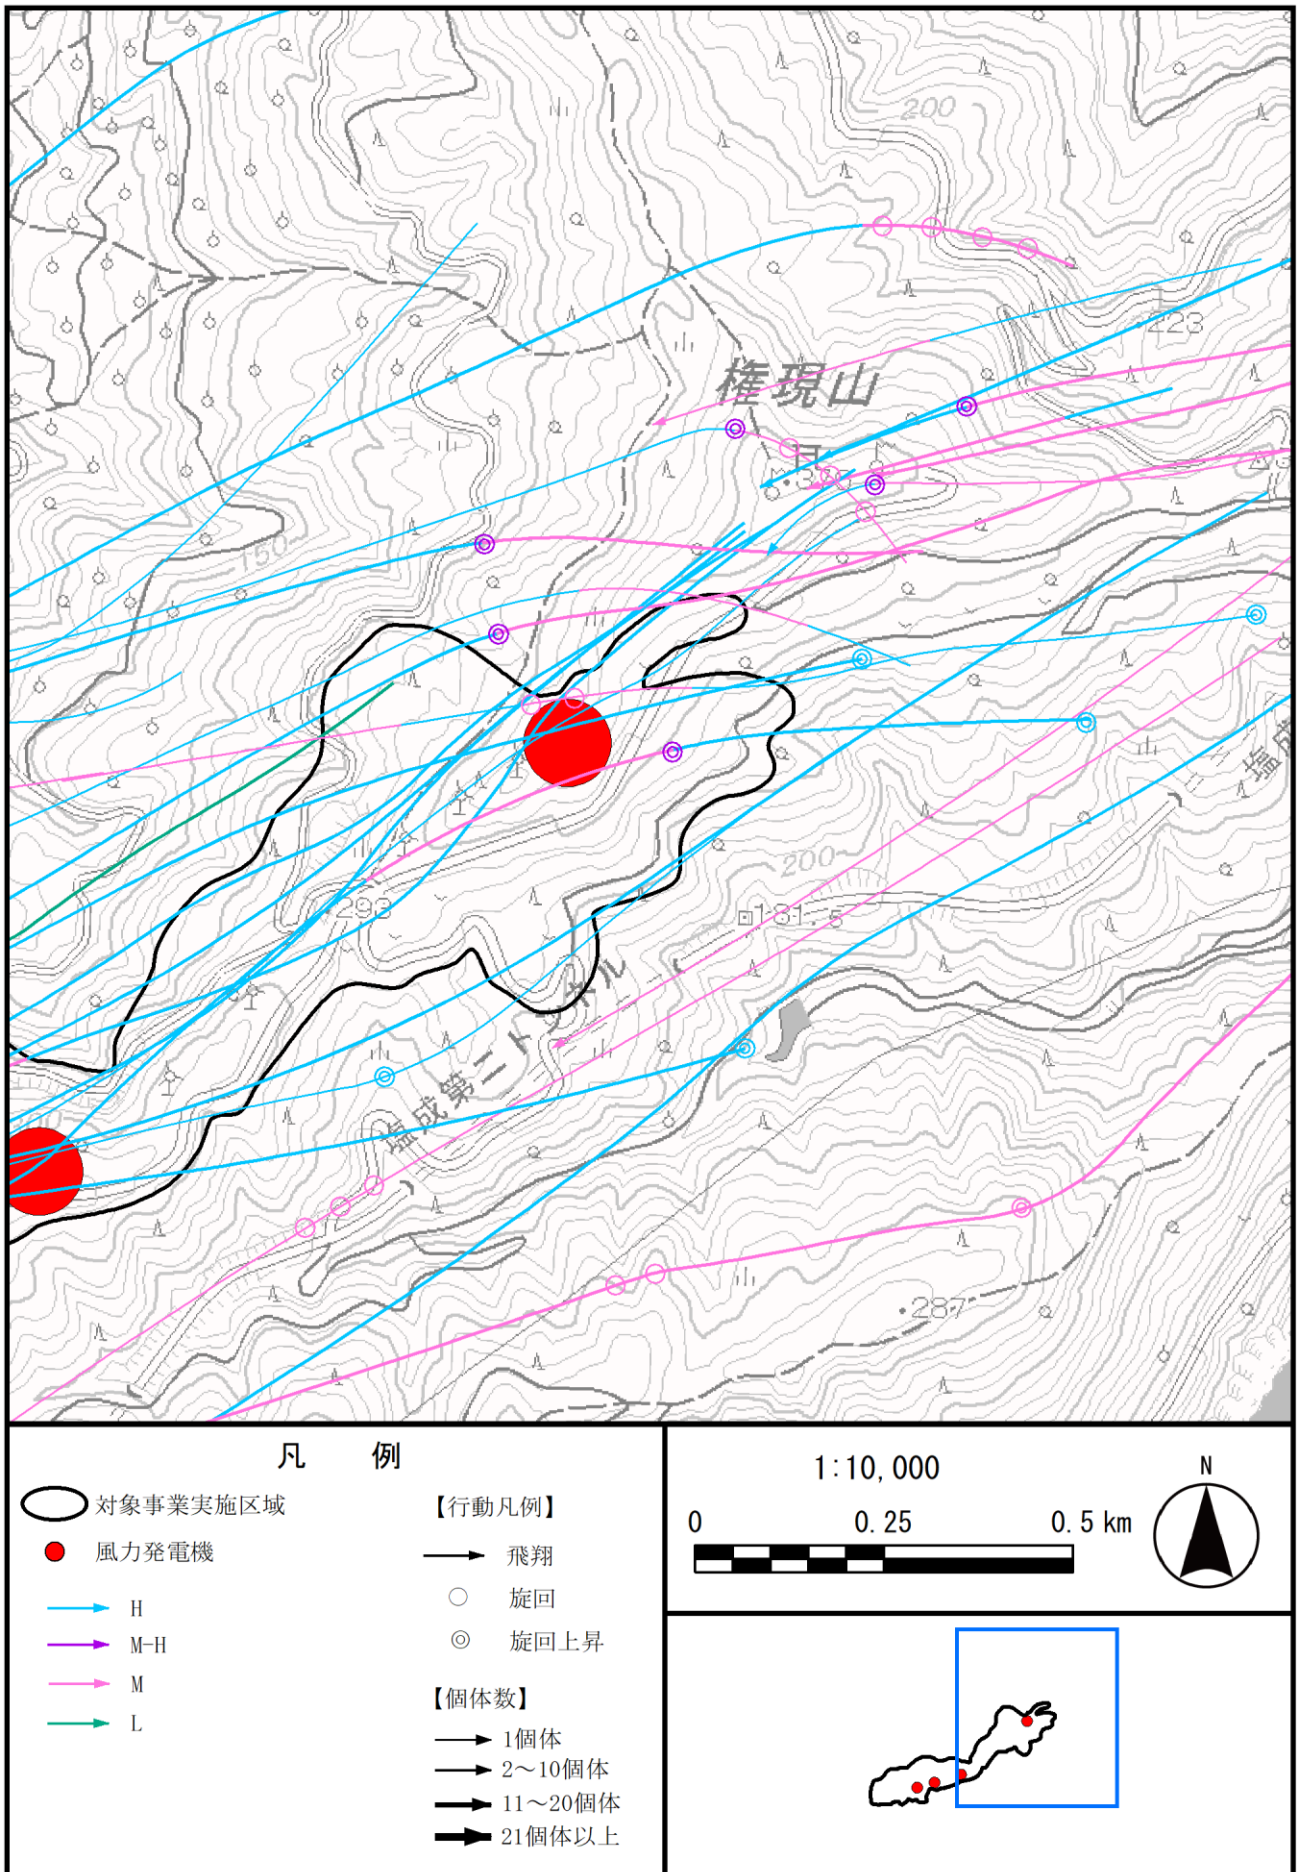 200
223
権現山
150
293
200
131.5
塩成第二トンネル
塩成
287
凡 例
対象事業実施区域
風力発電機
H
M-H
M
L
【行動凡例】
飛翔
旋回
旋回上昇
【個体数】
1個体
2～10個体
11～20個体
21個体以上
1:10,000
0 0.25 0.5 km
N